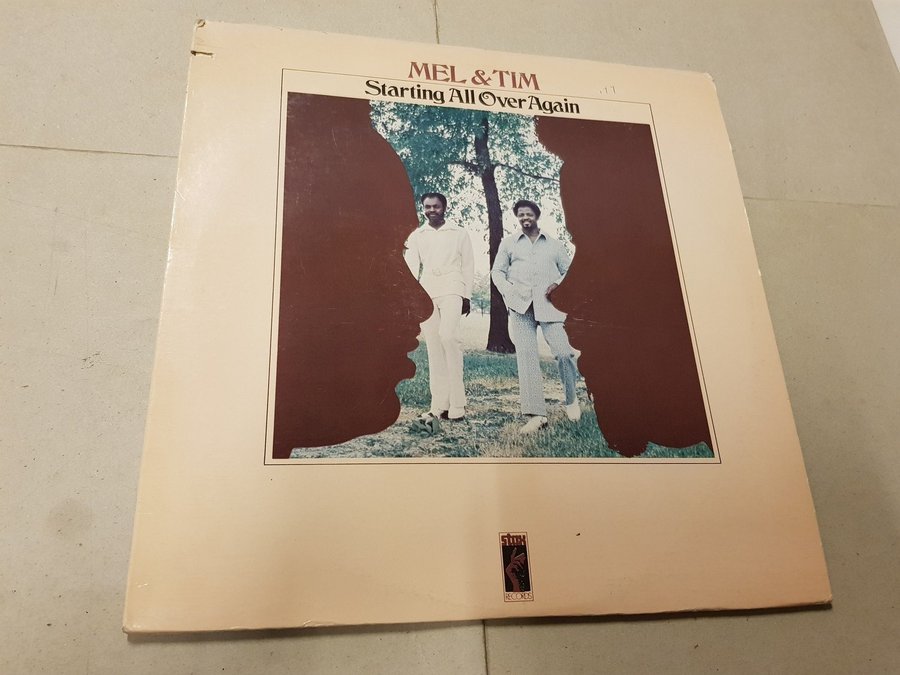 MEL & TIM
Starting All Over Again
stax
RECORDS